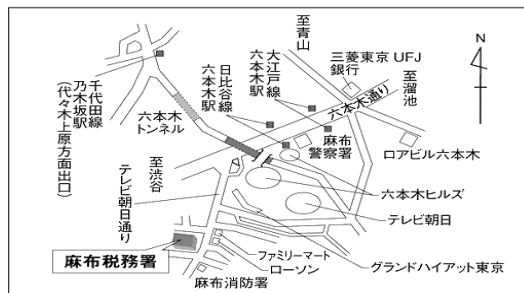 至青山
N
三菱東京UFJ
銀行
至溜池
大江戸線
六本木駅
日比谷線
六本木駅
六本木通り
千代田線
乃木坂駅
(代々木上原方面出口)
六本木
トンネル
麻布
警察署
ロアビル六本木
至渋谷
テレビ朝日通り
六本木ヒルズ
テレビ朝日
麻布税務署
ファミリーマート
ローソン
グランドハイアット東京
麻布消防署